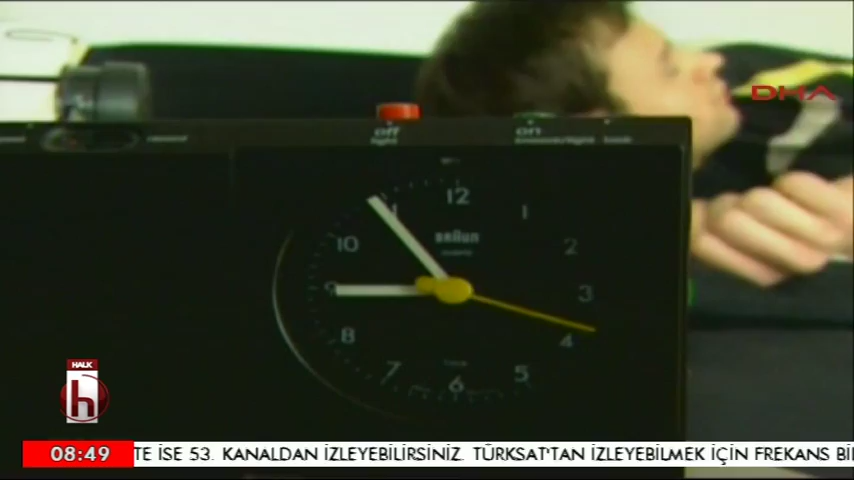 DHA
off
on
12
1
1
BRAUN
10
2
9
3
8
4
7
6
5
HALK
h
08:49
TE İSE 53. KANALDAN İZLEYEBİLİRSİNİZ. TÜRKSAT'TAN İZLEYEBİLMEK İÇİN FREKANS Bİ